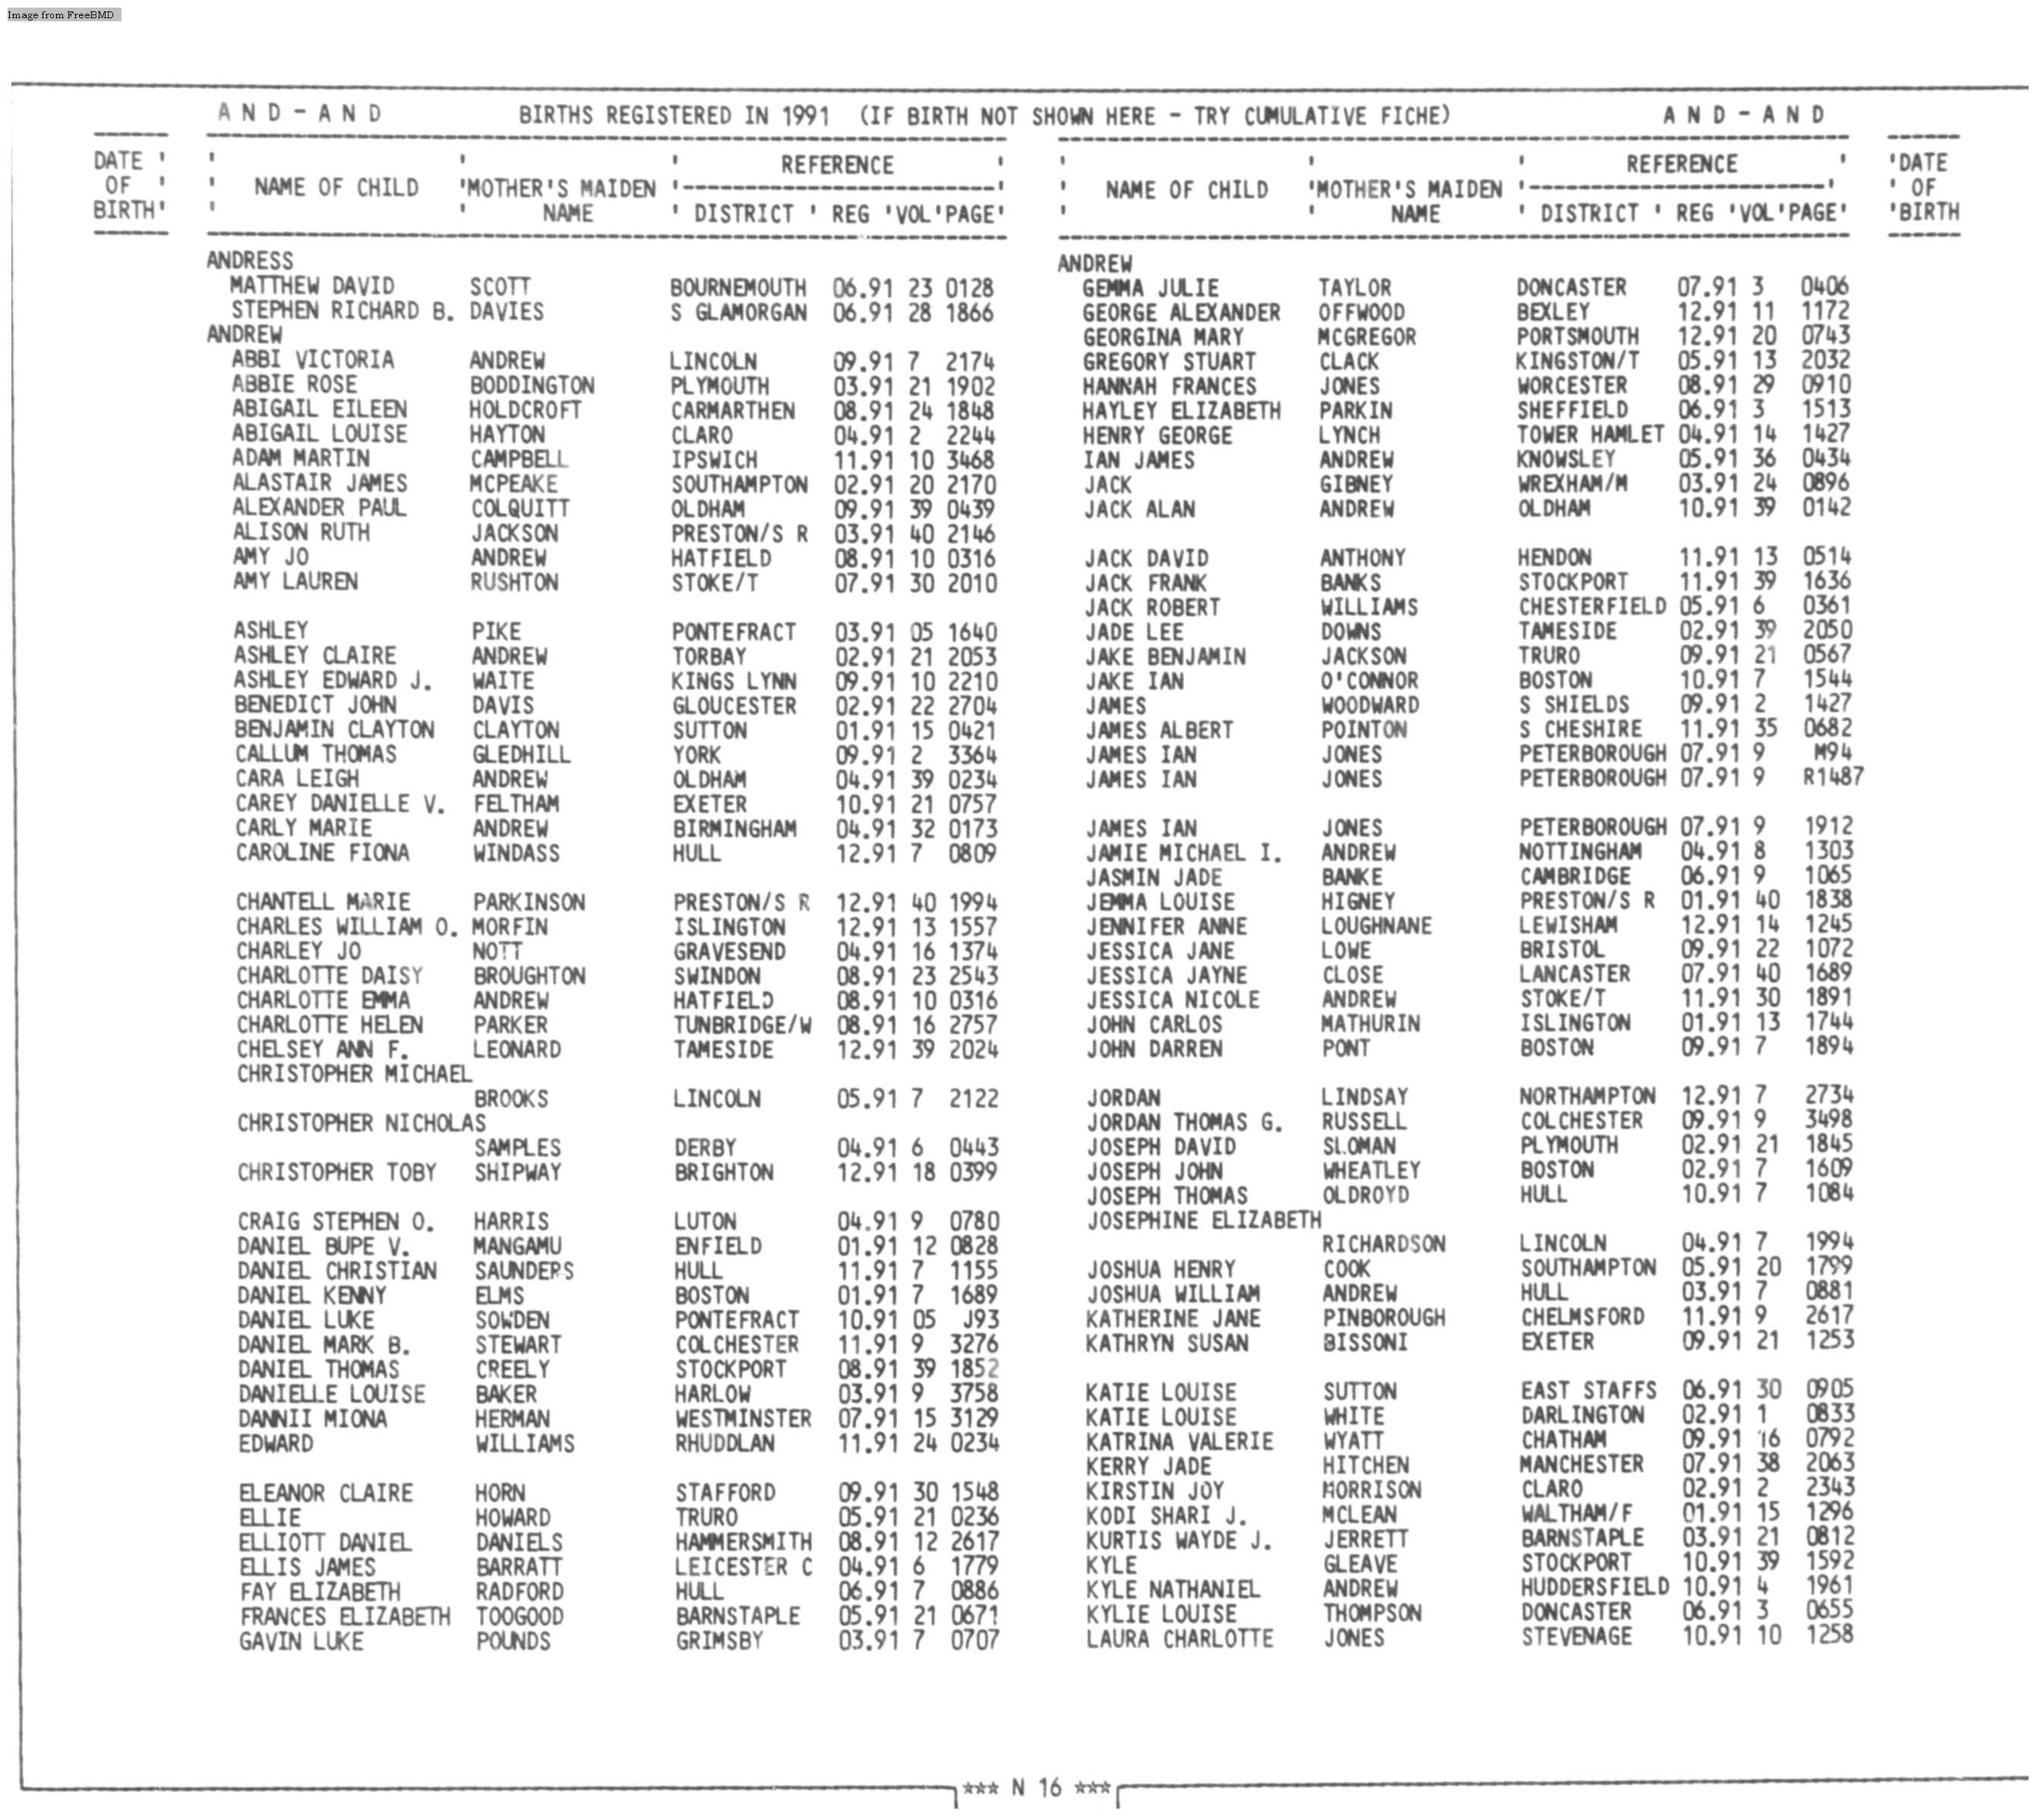 Image from FreeBMD
A N D - A N D BIRTHS REGISTERED IN 1991 (IF BIRTH NOT SHOWN HERE - TRY CUMULATIVE FICHE) A N D - A N D
DATE OF BIRTH
NAME OF CHILD MOTHER'S MAIDEN NAME REFERENCE DISTRICT REG VOL PAGE
ANDRESS
MATTHEW DAVID SCOTT BOURNEMOUTH 06.91 23 0128
STEPHEN RICHARD B. DAVIES S GLAMORGAN 06.91 28 1866
ANDREW
ABBI VICTORIA ANDREW LINCOLN 09.91 7 2174
ABBIE ROSE BODDINGTON PLYMOUTH 03.91 21 1902
ABIGAIL EILEEN HOLDCROFT CARMARTHEN 08.91 24 1848
ABIGAIL LOUISE HAYTON CLARO 04.91 2 2244
ADAM MARTIN CAMPBELL IPSWICH 11.91 10 3468
ALASTAIR JAMES MCPEAKE SOUTHAMPTON 02.91 20 2170
ALEXANDER PAUL COLQUITT OLDHAM 09.91 39 0439
ALISON RUTH JACKSON PRESTON/S R 03.91 40 2146
AMY JO ANDREW HATFIELD 08.91 10 0316
AMY LAUREN RUSHTON STOKE/T 07.91 30 2010
ASHLEY PIKE PONTEFRACT 03.91 05 1640
ASHLEY CLAIRE ANDREW TORBAY 02.91 21 2053
ASHLEY EDWARD J. WAITE KINGS LYNN 09.91 10 2210
BENEDICT JOHN DAVIS GLOUCESTER 02.91 22 2704
BENJAMIN CLAYTON CLAYTON SUTTON 01.91 15 0421
CALLUM THOMAS GLEDHILL YORK 09.91 2 3364
CARA LEIGH ANDREW OLDHAM 04.91 39 0234
CAREY DANIELLE V. FELTHAM EXETER 10.91 21 0757
CARLY MARIE ANDREW BIRMINGHAM 04.91 32 0173
CAROLINE FIONA WINDASS HULL 12.91 7 0809
CHANTELL MARIE PARKINSON PRESTON/S R 12.91 40 1994
CHARLES WILLIAM O. MORFIN ISLINGTON 12.91 13 1557
CHARLEY JO NOTT GRAVESEND 04.91 16 1374
CHARLOTTE DAISY BROUGHTON SWINDON 08.91 23 2543
CHARLOTTE EMMA ANDREW HATFIELD 08.91 10 0316
CHARLOTTE HELEN PARKER TUNBRIDGE/W 08.91 16 2757
CHELSEY ANN F. LEONARD TAMESIDE 12.91 39 2024
CHRISTOPHER MICHAEL
BROOKS LINCOLN 05.91 7 2122
CHRISTOPHER NICHOLAS
SAMPLES DERBY 04.91 6 0443
CHRISTOPHER TOBY SHIPWAY BRIGHTON 12.91 18 0399
CRAIG STEPHEN O. HARRIS LUTON 04.91 9 0780
DANIEL BUPE V. MANGAMU ENFIELD 01.91 12 0828
DANIEL CHRISTIAN SAUNDERS HULL 11.91 7 1155
DANIEL KENNY ELMS BOSTON 01.91 7 1689
DANIEL LUKE SOWDEN PONTEFRACT 10.91 05 J93
DANIEL MARK B. STEWART COLCHESTER 11.91 9 3276
DANIEL THOMAS CREELY STOCKPORT 08.91 39 1852
DANIELLE LOUISE BAKER HARLOW 03.91 9 3758
DANNII MIONA HERMAN WESTMINSTER 07.91 15 3129
EDWARD WILLIAMS RHUDDLAN 11.91 24 0234
ELEANOR CLAIRE HORN STAFFORD 09.91 30 1548
ELLIE HOWARD TRURO 05.91 21 0236
ELLIOTT DANIEL DANIELS HAMMERSMITH 08.91 12 2617
ELLIS JAMES BARRATT LEICESTER C 04.91 6 1779
FAY ELIZABETH RADFORD HULL 06.91 7 0886
FRANCES ELIZABETH TOOGOOD BARNSTAPLE 05.91 21 0671
GAVIN LUKE POUNDS GRIMSBY 03.91 7 0707
NAME OF CHILD MOTHER'S MAIDEN NAME REFERENCE DISTRICT REG VOL PAGE
DATE OF BIRTH
ANDREW
GEMMA JULIE TAYLOR DONCASTER 07.91 3 0406
GEORGE ALEXANDER OFFWOOD BEXLEY 12.91 11 1172
GEORGINA MARY MCGREGOR PORTSMOUTH 12.91 20 0743
GREGORY STUART CLACK KINGSTON/T 05.91 13 2032
HANNAH FRANCES JONES WORCESTER 08.91 29 0910
HAYLEY ELIZABETH PARKIN SHEFFIELD 06.91 3 1513
HENRY GEORGE LYNCH TOWER HAMLET 04.91 14 1427
IAN JAMES ANDREW KNOWSLEY 05.91 36 0434
JACK GIBNEY WREXHAM/M 03.91 24 0896
JACK ALAN ANDREW OLDHAM 10.91 39 0142
JACK DAVID ANTHONY HENDON 11.91 13 0514
JACK FRANK BANKS STOCKPORT 11.91 39 1636
JACK ROBERT WILLIAMS CHESTERFIELD 05.91 6 0361
JADE LEE DOWNS TAMESIDE 02.91 39 2050
JAKE BENJAMIN JACKSON TRURO 09.91 21 0567
JAKE IAN O'CONNOR BOSTON 10.91 7 1544
JAMES WOODWARD S SHIELDS 09.91 2 1427
JAMES ALBERT POINTON S CHESHIRE 11.91 35 0682
JAMES IAN JONES PETERBOROUGH 07.91 9 M94
JAMES IAN JONES PETERBOROUGH 07.91 9 R1487
JAMES IAN JONES PETERBOROUGH 07.91 9 1912
JAMIE MICHAEL I. ANDREW NOTTINGHAM 04.91 8 1303
JASMIN JADE BANKE CAMBRIDGE 06.91 9 1065
JEMMA LOUISE HIGNEY PRESTON/S R 01.91 40 1838
JENNIFER ANNE LOUGHNANE LEWISHAM 12.91 14 1245
JESSICA JANE LOWE BRISTOL 09.91 22 1072
JESSICA JAYNE CLOSE LANCASTER 07.91 40 1689
JESSICA NICOLE ANDREW STOKE/T 11.91 30 1891
JOHN CARLOS MATHURIN ISLINGTON 01.91 13 1744
JOHN DARREN PONT BOSTON 09.91 7 1894
JORDAN LINDSAY NORTHAMPTON 12.91 7 2734
JORDAN THOMAS G. RUSSELL COLCHESTER 09.91 9 3498
JOSEPH DAVID SLOMAN PLYMOUTH 02.91 21 1845
JOSEPH JOHN WHEATLEY BOSTON 02.91 7 1609
JOSEPH THOMAS OLDROYD HULL 10.91 7 1084
JOSEPHINE ELIZABETH
RICHARDSON LINCOLN 04.91 7 1994
JOSHUA HENRY COOK SOUTHAMPTON 05.91 20 1799
JOSHUA WILLIAM ANDREW HULL 03.91 7 0881
KATHERINE JANE PINBOROUGH CHELMSFORD 11.91 9 2617
KATHRYN SUSAN BISSONI EXETER 09.91 21 1253
KATIE LOUISE SUTTON EAST STAFFS 06.91 30 0905
KATIE LOUISE WHITE DARLINGTON 02.91 1 0833
KATRINA VALERIE WYATT CHATHAM 09.91 16 0792
KERRY JADE HITCHEN MANCHESTER 07.91 38 2063
KIRSTIN JOY MORRISON CLARO 02.91 2 2343
KODI SHARI J. MCLEAN WALTHAM/F 01.91 15 1296
KURTIS WAYDE J. JERRETT BARNSTAPLE 03.91 21 0812
KYLE GLEAVE STOCKPORT 10.91 39 1592
KYLE NATHANIEL ANDREW HUDDERSFIELD 10.91 4 1961
KYLIE LOUISE THOMPSON DONCASTER 06.91 3 0655
LAURA CHARLOTTE JONES STEVENAGE 10.91 10 1258
*** N 16 ***